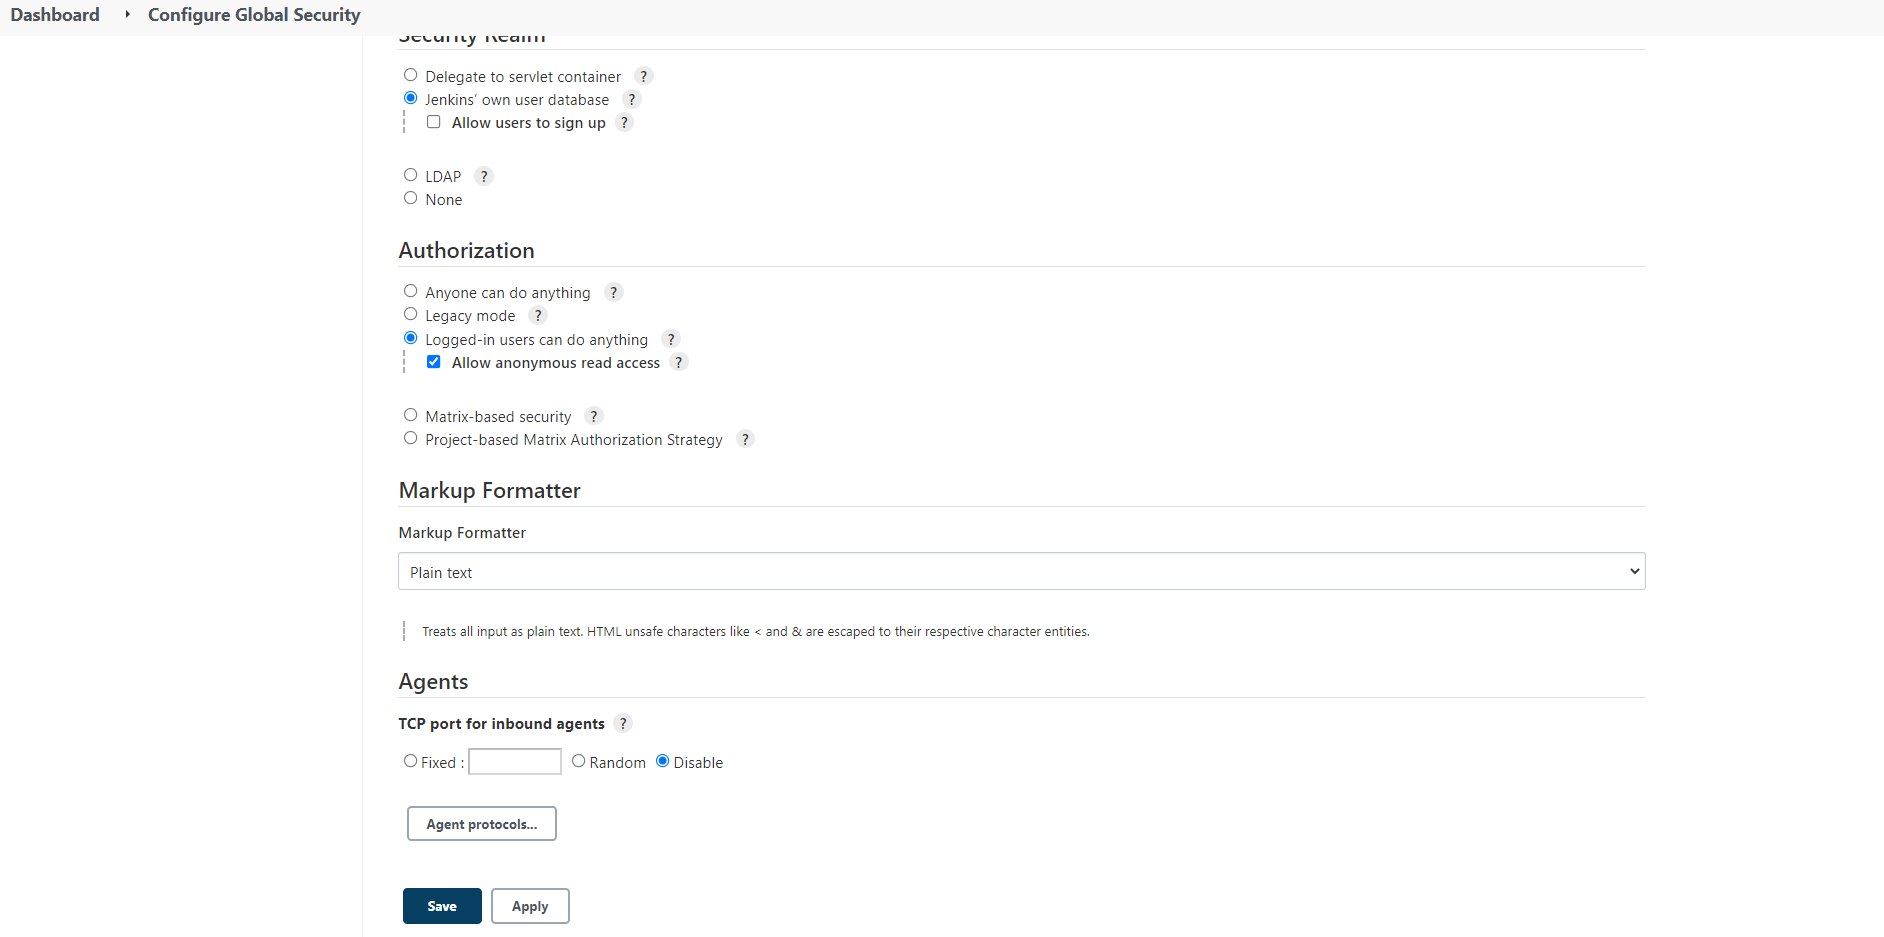 Dashboard Configure Global Security
Security Realm
Delegate to servlet container ?
Jenkins' own user database ?
Allow users to sign up ?
LDAP ?
None
Authorization
Anyone can do anything ?
Legacy mode ?
Logged-in users can do anything ?
Allow anonymous read access ?
Matrix-based security ?
Project-based Matrix Authorization Strategy ?
Markup Formatter
Markup Formatter
Plain text
Treats all input as plain text. HTML unsafe characters like < and & are escaped to their respective character entities.
Agents
TCP port for inbound agents ?
Fixed : Random Disable
Agent protocols...
Save Apply